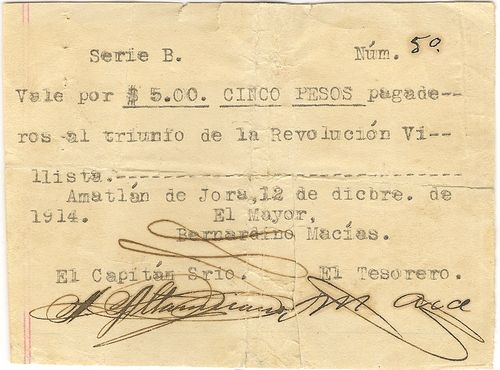 Serie B. Núm. 50
Vale por $ 5.00. CINCO PESOS pagade--
ros al triunfo de la Revolución Vi--
llista.
Amatlán de Jora, 12 de dicbre. de
1914. El Mayor,
Bernardino Macías.
El Capitán Srio. El Tesorero.